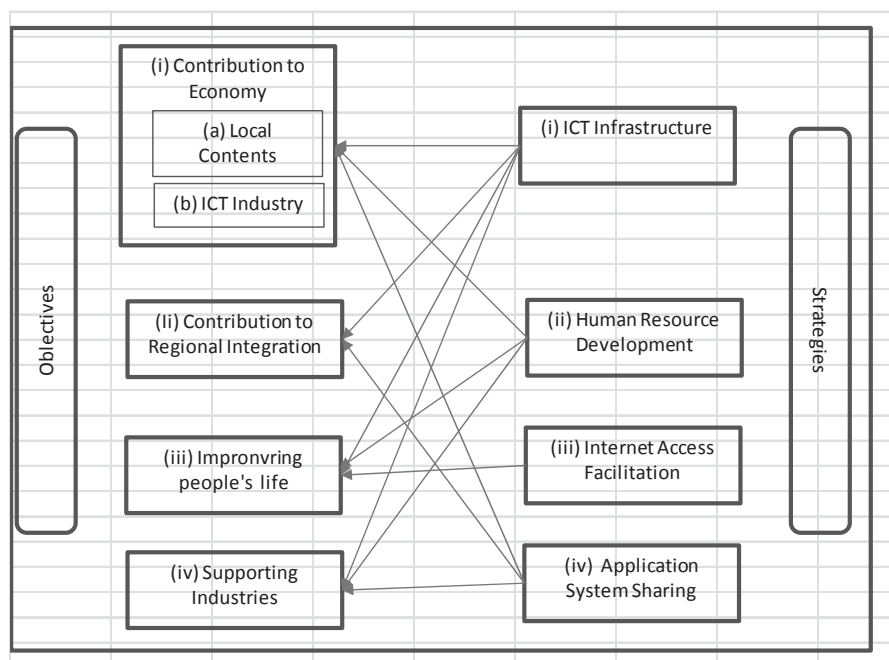 (i) Contribution to
Economy
(a) Local
Contents
(b) ICT Industry
(Ii) Contribution to
Regional Integration
(iii) Impronvring
people's life
(iv) Supporting
Industries
(i) ICT Infrastructure
(ii) Human Resource
Development
(iii) Internet Access
Facilitation
(iv) Application
System Sharing
Oblectives
Strategies